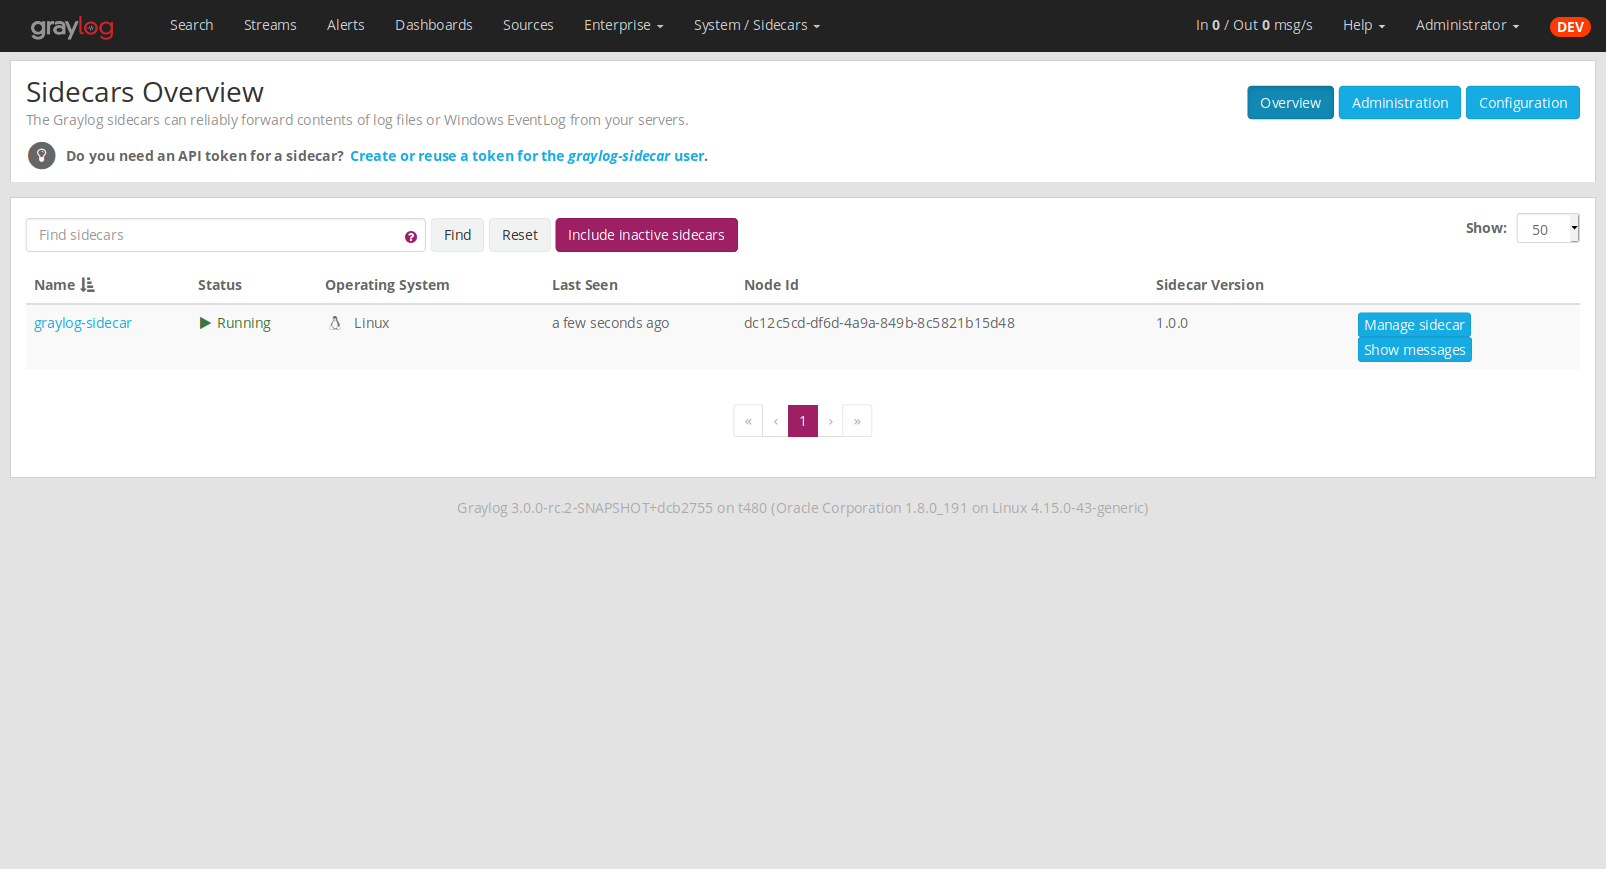 graylog Search Streams Alerts Dashboards Sources Enterprise System / Sidecars In 0 / Out 0 msg/s Help Administrator DEV
Sidecars Overview
The Graylog sidecars can reliably forward contents of log files or Windows EventLog from your servers.
Overview Administration Configuration
Do you need an API token for a sidecar? Create or reuse a token for the graylog-sidecar user.
Find sidecars ? Find Reset Include inactive sidecars Show: 50
Name Status Operating System Last Seen Node Id Sidecar Version
graylog-sidecar Running Linux a few seconds ago dc12c5cd-df6d-4a9a-849b-8c5821b15d48 1.0.0 Manage sidecar
Show messages
« ‹ 1 › »
Graylog 3.0.0-rc.2-SNAPSHOT+dcb2755 on t480 (Oracle Corporation 1.8.0_191 on Linux 4.15.0-43-generic)